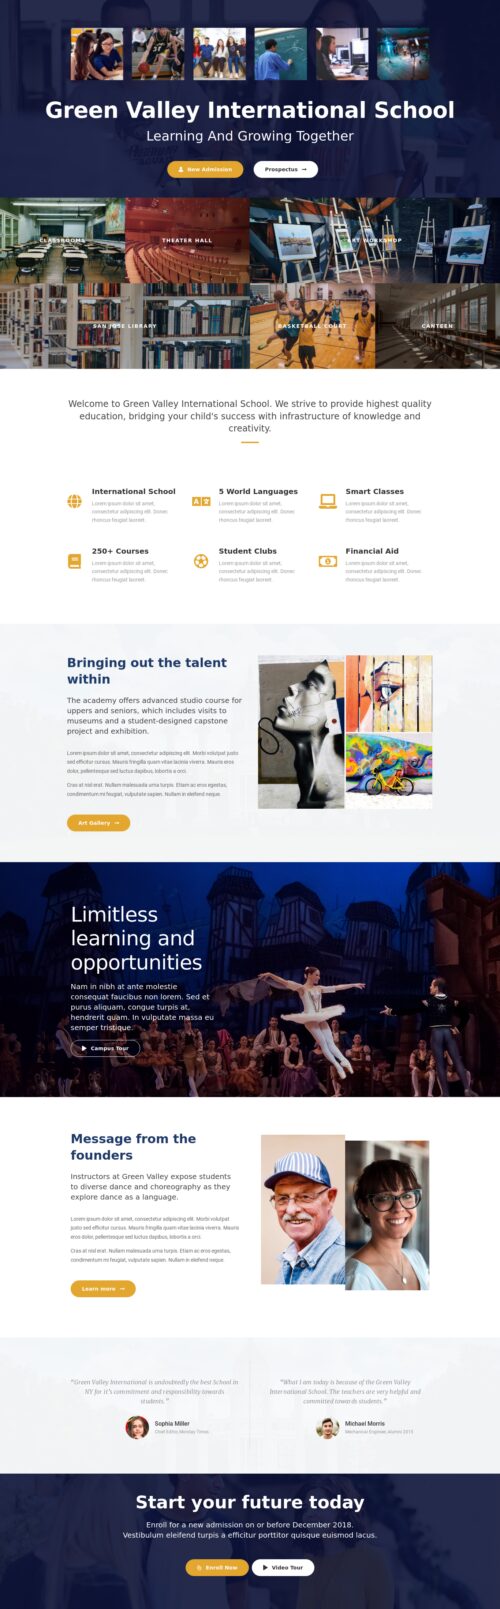 Green Valley International School
Learning And Growing Together
New Admission
Prospectus →
CLASSROOMS
THEATER HALL
ART WORKSHOP
SAN JOSE LIBRARY
BASKETBALL COURT
CANTEEN
Welcome to Green Valley International School. We strive to provide highest quality
education, bridging your child's success with infrastructure of knowledge and
creativity.
International School
Lorem ipsum dolor sit amet,
consectetur adipiscing elit. Donec
rhoncus feugiat laoreet.
5 World Languages
Lorem ipsum dolor sit amet,
consectetur adipiscing elit. Donec
rhoncus feugiat laoreet.
Smart Classes
Lorem ipsum dolor sit amet,
consectetur adipiscing elit. Donec
rhoncus feugiat laoreet.
250+ Courses
Lorem ipsum dolor sit amet,
consectetur adipiscing elit. Donec
rhoncus feugiat laoreet.
Student Clubs
Lorem ipsum dolor sit amet,
consectetur adipiscing elit. Donec
rhoncus feugiat laoreet.
Financial Aid
Lorem ipsum dolor sit amet,
consectetur adipiscing elit. Donec
rhoncus feugiat laoreet.
Bringing out the talent
within
The academy offers advanced studio course for
uppers and seniors, which includes visits to
museums and a student-designed capstone
project and exhibition.
Lorem ipsum dolor sit amet, consectetur adipiscing elit. Morbi volutpat justo
sed efficitur cursus. Mauris fringilla quam vitae lacinia viverra. Mauris eros
dolor, pellentesque sed luctus dapibus, lobortis a orci.
Cras at nisl erat. Nullam malesuada urna turpis. Etiam ac eros egestas,
condimentum mi feugiat, vulputate sapien. Nullam in eleifend neque.
Art Gallery →
Limitless
learning and
opportunities
Nam in nibh at ante molestie
consequat faucibus non lorem. Sed et
purus aliquam, congue turpis at,
hendrerit quam. In vulputate massa eu
semper tristique.
Campus Tour
Message from the
founders
Instructors at Green Valley expose students
to diverse dance and choreography as they
explore dance as a language.
Lorem ipsum dolor sit amet, consectetur adipiscing elit. Morbi volutpat
justo sed efficitur cursus. Mauris fringilla quam vitae lacinia viverra. Mauris
eros dolor, pellentesque sed luctus dapibus, lobortis a orci.
Cras at nisl erat. Nullam malesuada urna turpis. Etiam ac eros egestas,
condimentum mi feugiat, vulputate sapien. Nullam in eleifend neque.
Learn more →
"Green Valley International is undoubtedly the best School in
NY for it's commitment and responsibility towards
students."
Sophia Miller
Chief Editor, Monday Times
"What I am today is because of the Green Valley
International School. The teachers are very helpful and
committed towards students."
Michael Morris
Mechanical Engineer, Alumni 2015
Start your future today
Enroll for a new admission on or before December 2018.
Vestibulum eleifend turpis a efficitur porttitor quisque euismod lacus.
Enroll Now
Video Tour